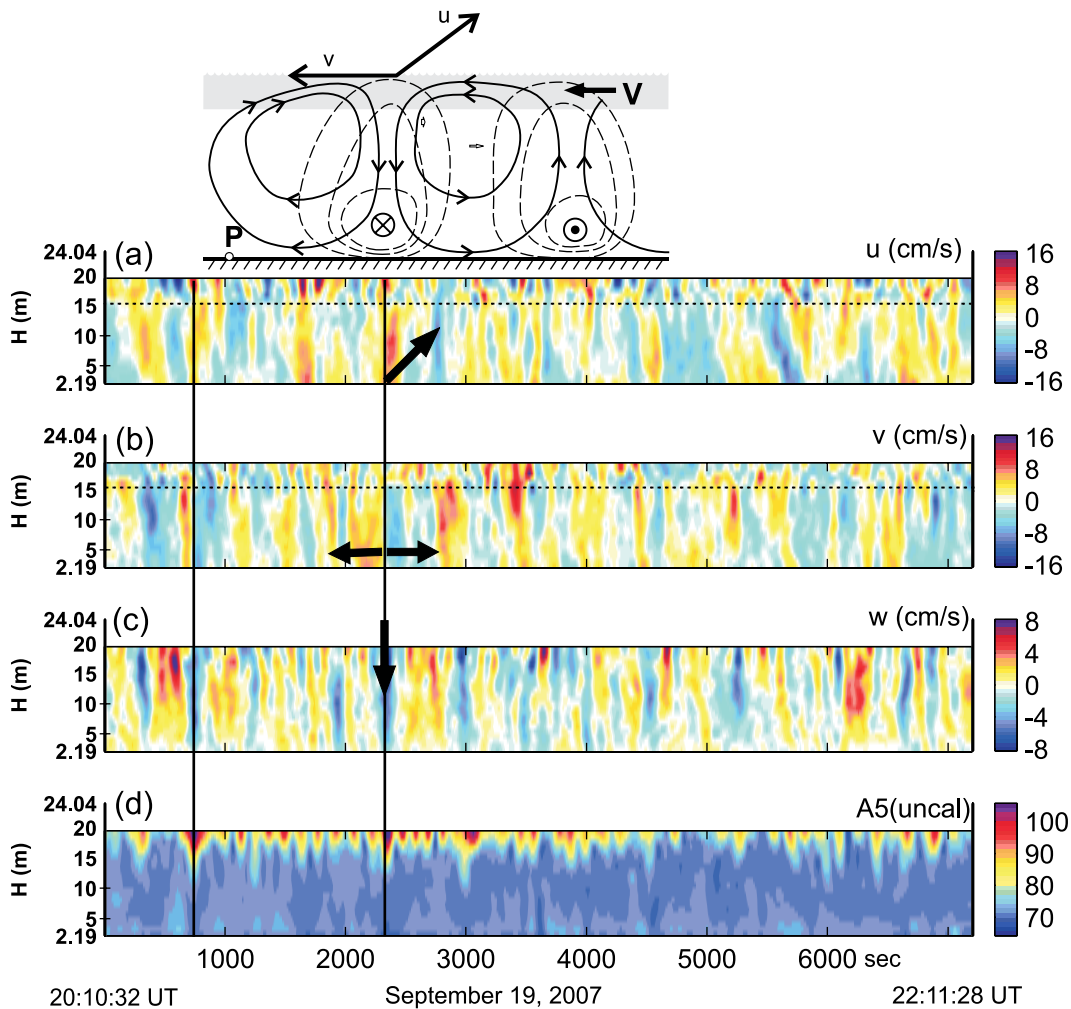 u
v
V
P
(a)
u (cm/s)
24.04
20
15
10
5
2.19
H (m)
16
8
0
-8
-16
(b)
v (cm/s)
24.04
20
15
10
5
2.19
H (m)
16
8
0
-8
-16
(c)
w (cm/s)
24.04
20
15
10
5
2.19
H (m)
8
4
0
-4
-8
(d)
A5(uncal)
24.04
20
15
10
5
2.19
H (m)
100
90
80
70
1000 2000 3000 4000 5000 6000 sec
20:10:32 UT September 19, 2007 22:11:28 UT